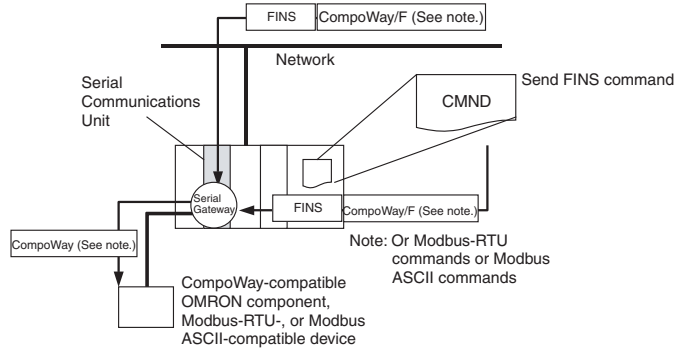 FINS CompoWay/F (See note.)
Network
Serial
Communications
Unit
Send FINS command
CMND
Serial
Gateway
FINS CompoWay/F (See note.)
CompoWay (See note.)
Note: Or Modbus-RTU
commands or Modbus
ASCII commands
CompoWay-compatible
OMRON component,
Modbus-RTU-, or Modbus
ASCII-compatible device